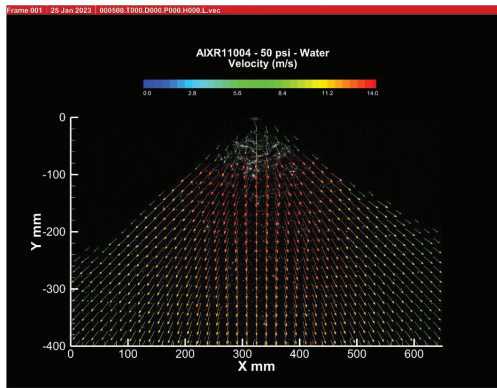 Frame 001 | 25 Jan 2023 | 000500.T000.D000.P000.H000.L.vec
AIXR11004 - 50 psi - Water
Velocity (m/s)
0.0 2.8 5.6 8.4 11.2 14.0
0
-100
-200
-300
-400
Y mm
0 100 200 300 400 500 600
X mm